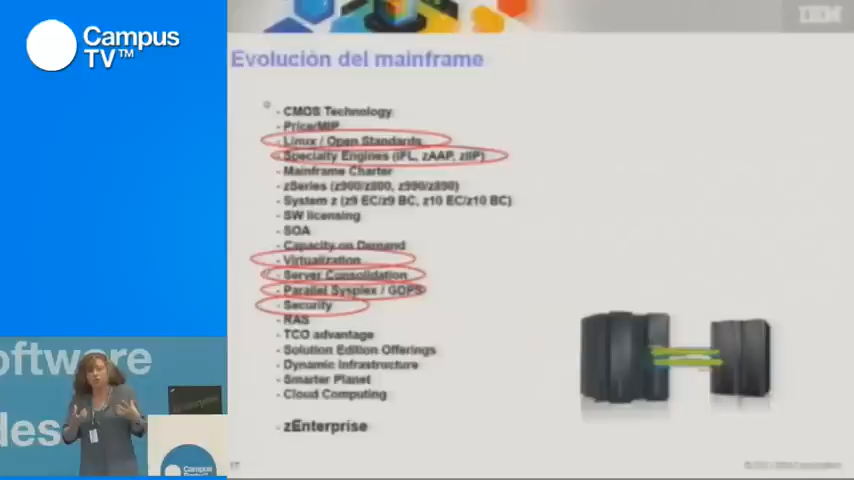 Campus
TV™
IBM
Evolución del mainframe
- CMOS Technology
- Price/MIP
- Linux / Open Standards
- Specialty Engines (IFL, zAAP, zIIP)
- Mainframe Charter
- zSeries (z900/z800, z990/z890)
- System z (z9 EC/z9 BC, z10 EC/z10 BC)
- SW licensing
- SOA
- Capacity on Demand
- Virtualization
- Server Consolidation
- Parallel Sysplex / GDPS
- Security
- RAS
- TCO advantage
- Solution Edition Offerings
- Dynamic Infrastructure
- Smarter Planet
- Cloud Computing
- zEnterprise
oftware
des
Campus